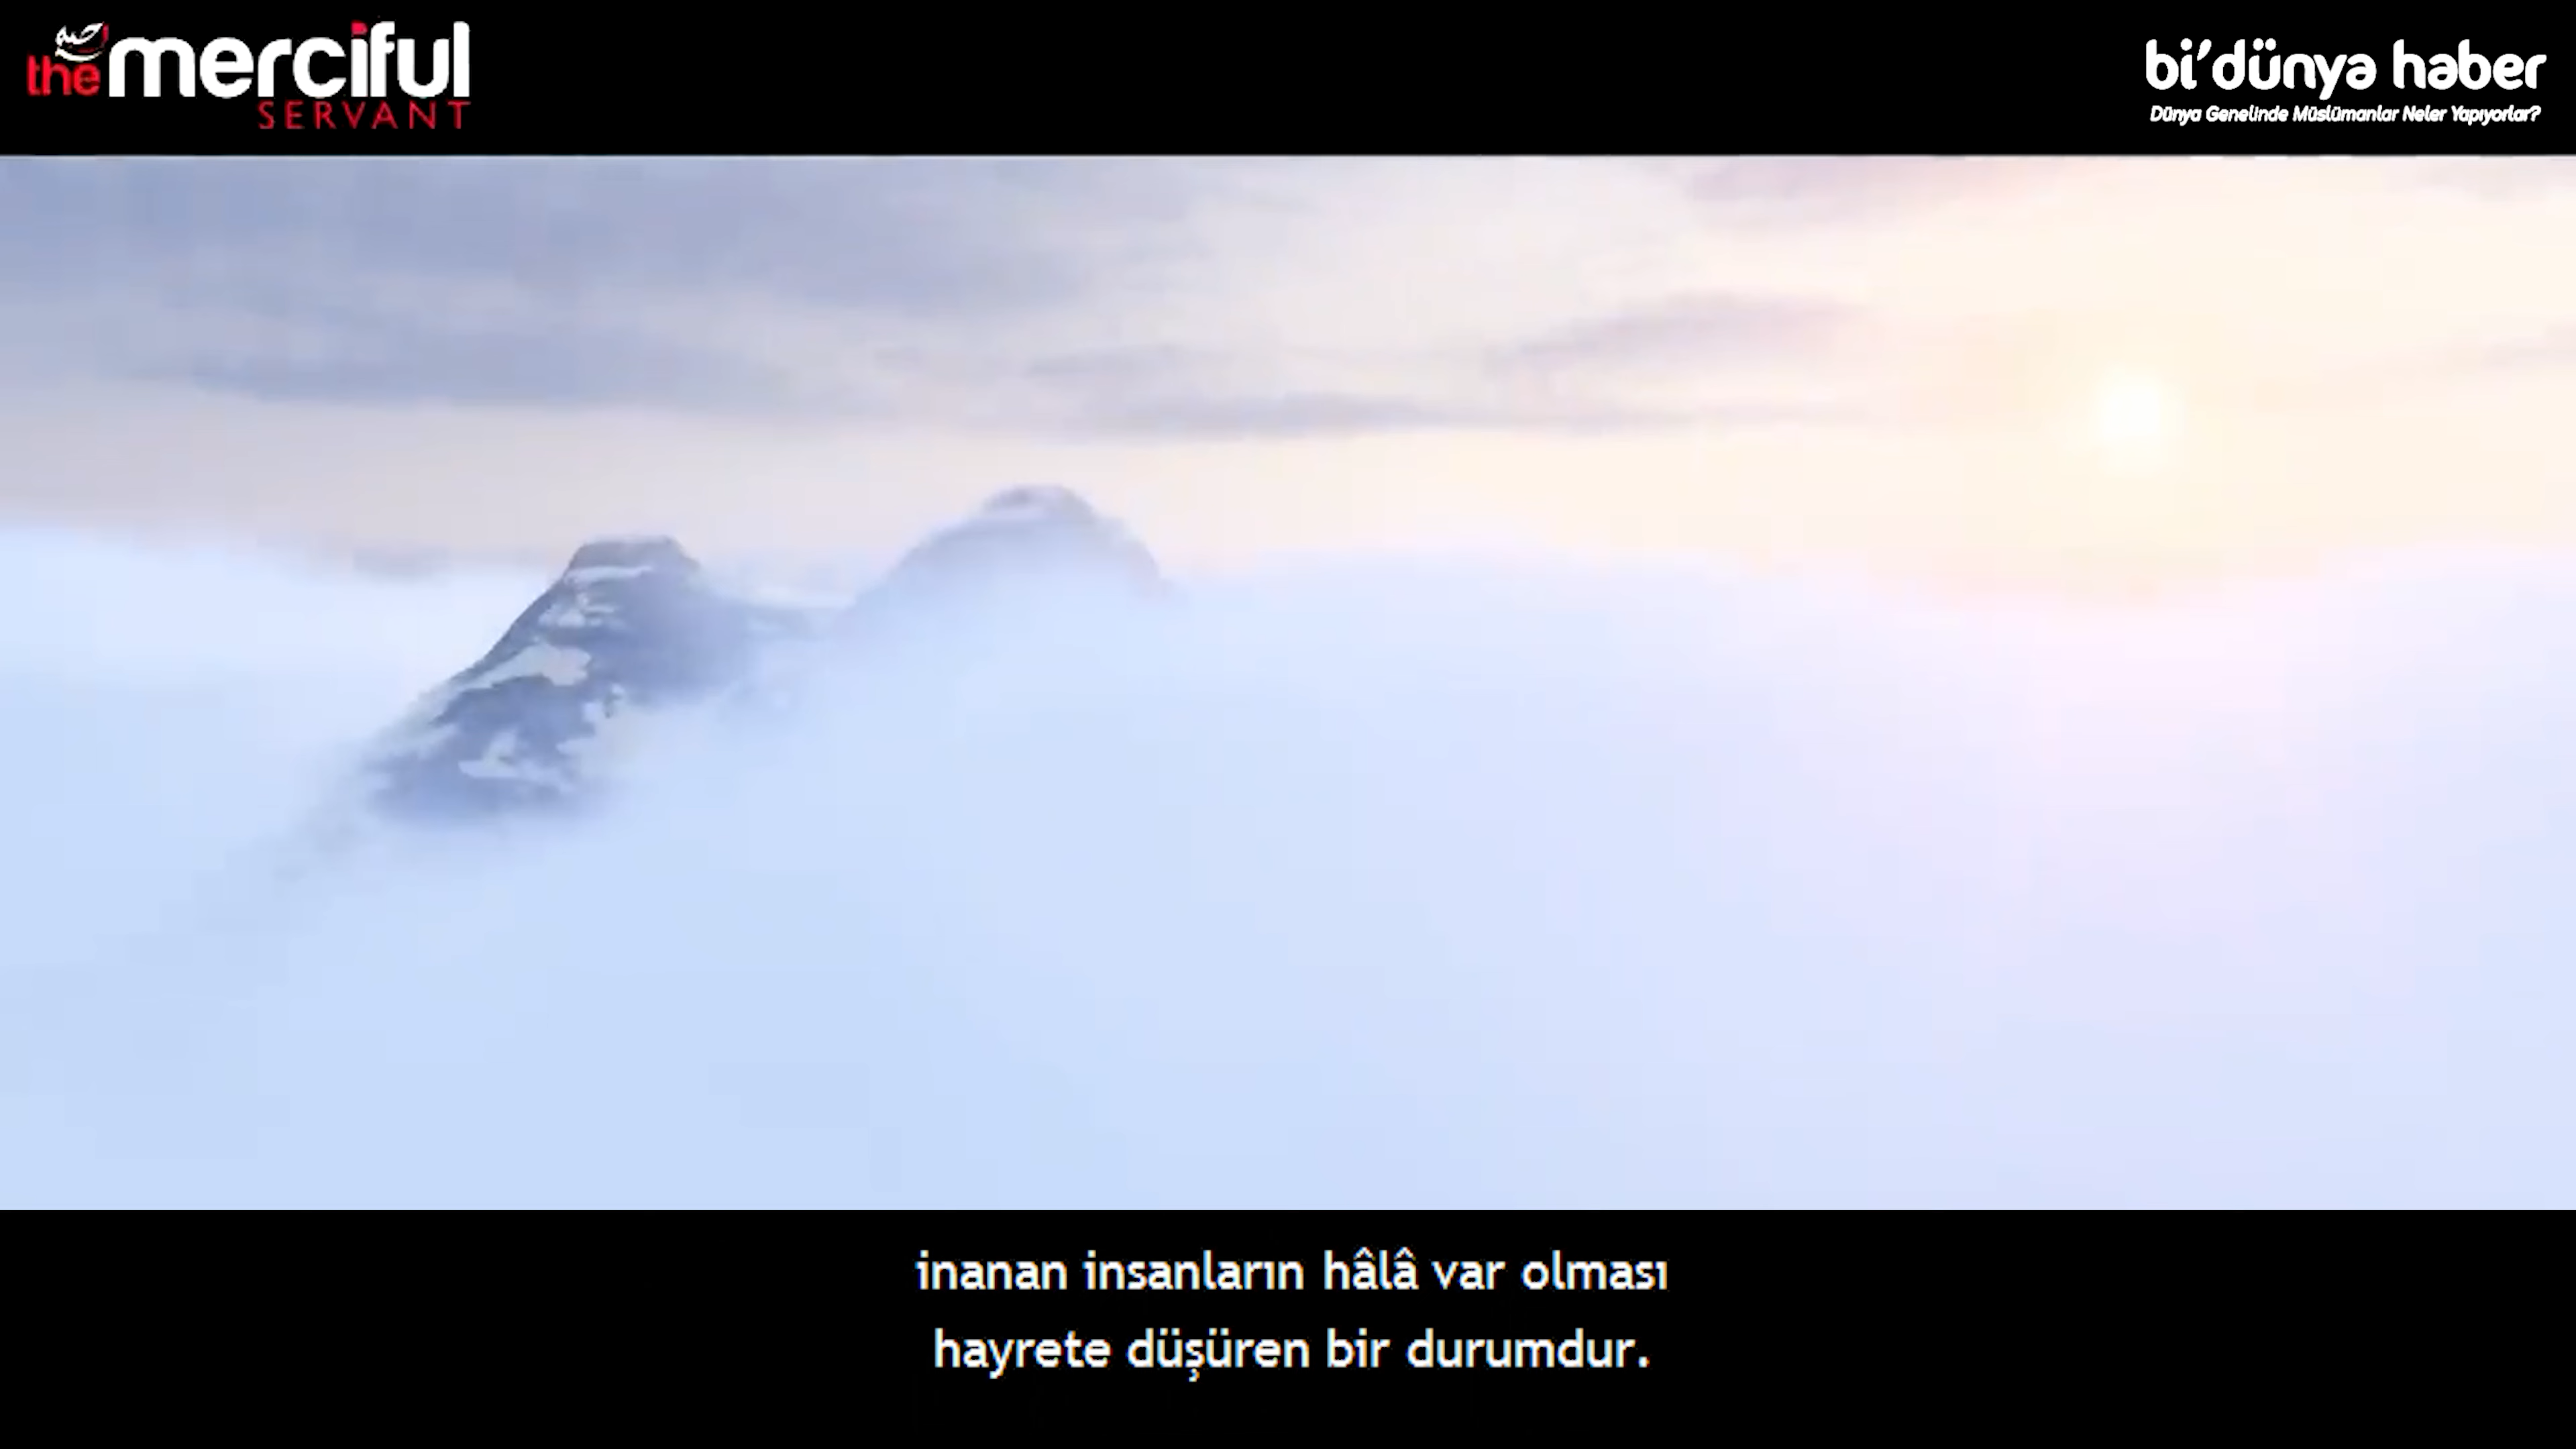 the merciful
SERVANT
bi'dünya haber
Dünya Genelinde Müslümanlar Neler Yapıyorlar?
inanan insanların hâlâ var olması
hayrete düşüren bir durumdur.